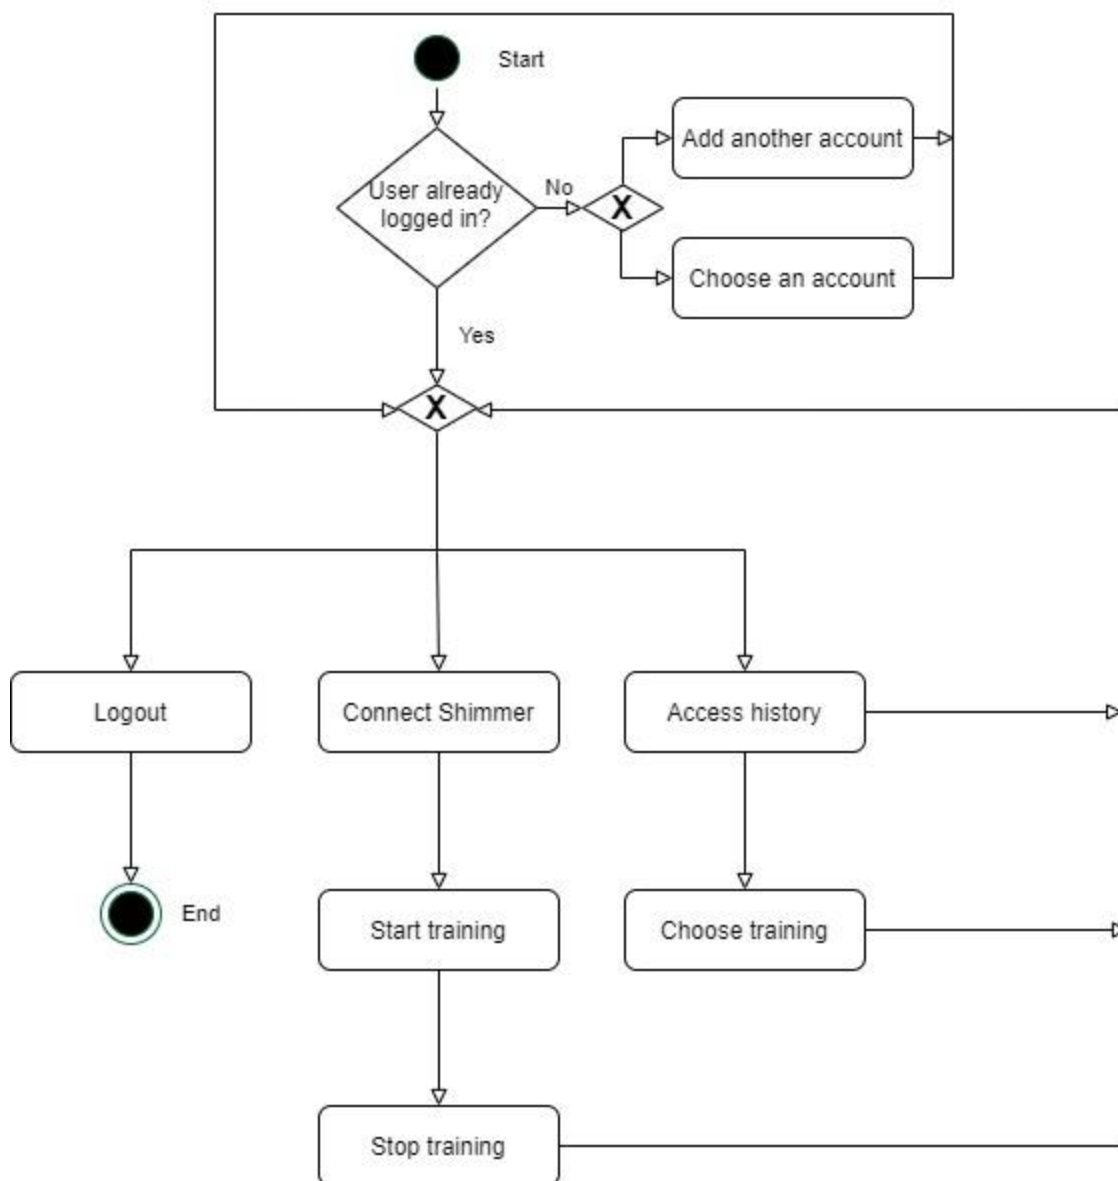 Start
Add another account
User already
logged in?
No
X
Choose an account
Yes
X
Logout
Connect Shimmer
Access history
End
Start training
Choose training
Stop training